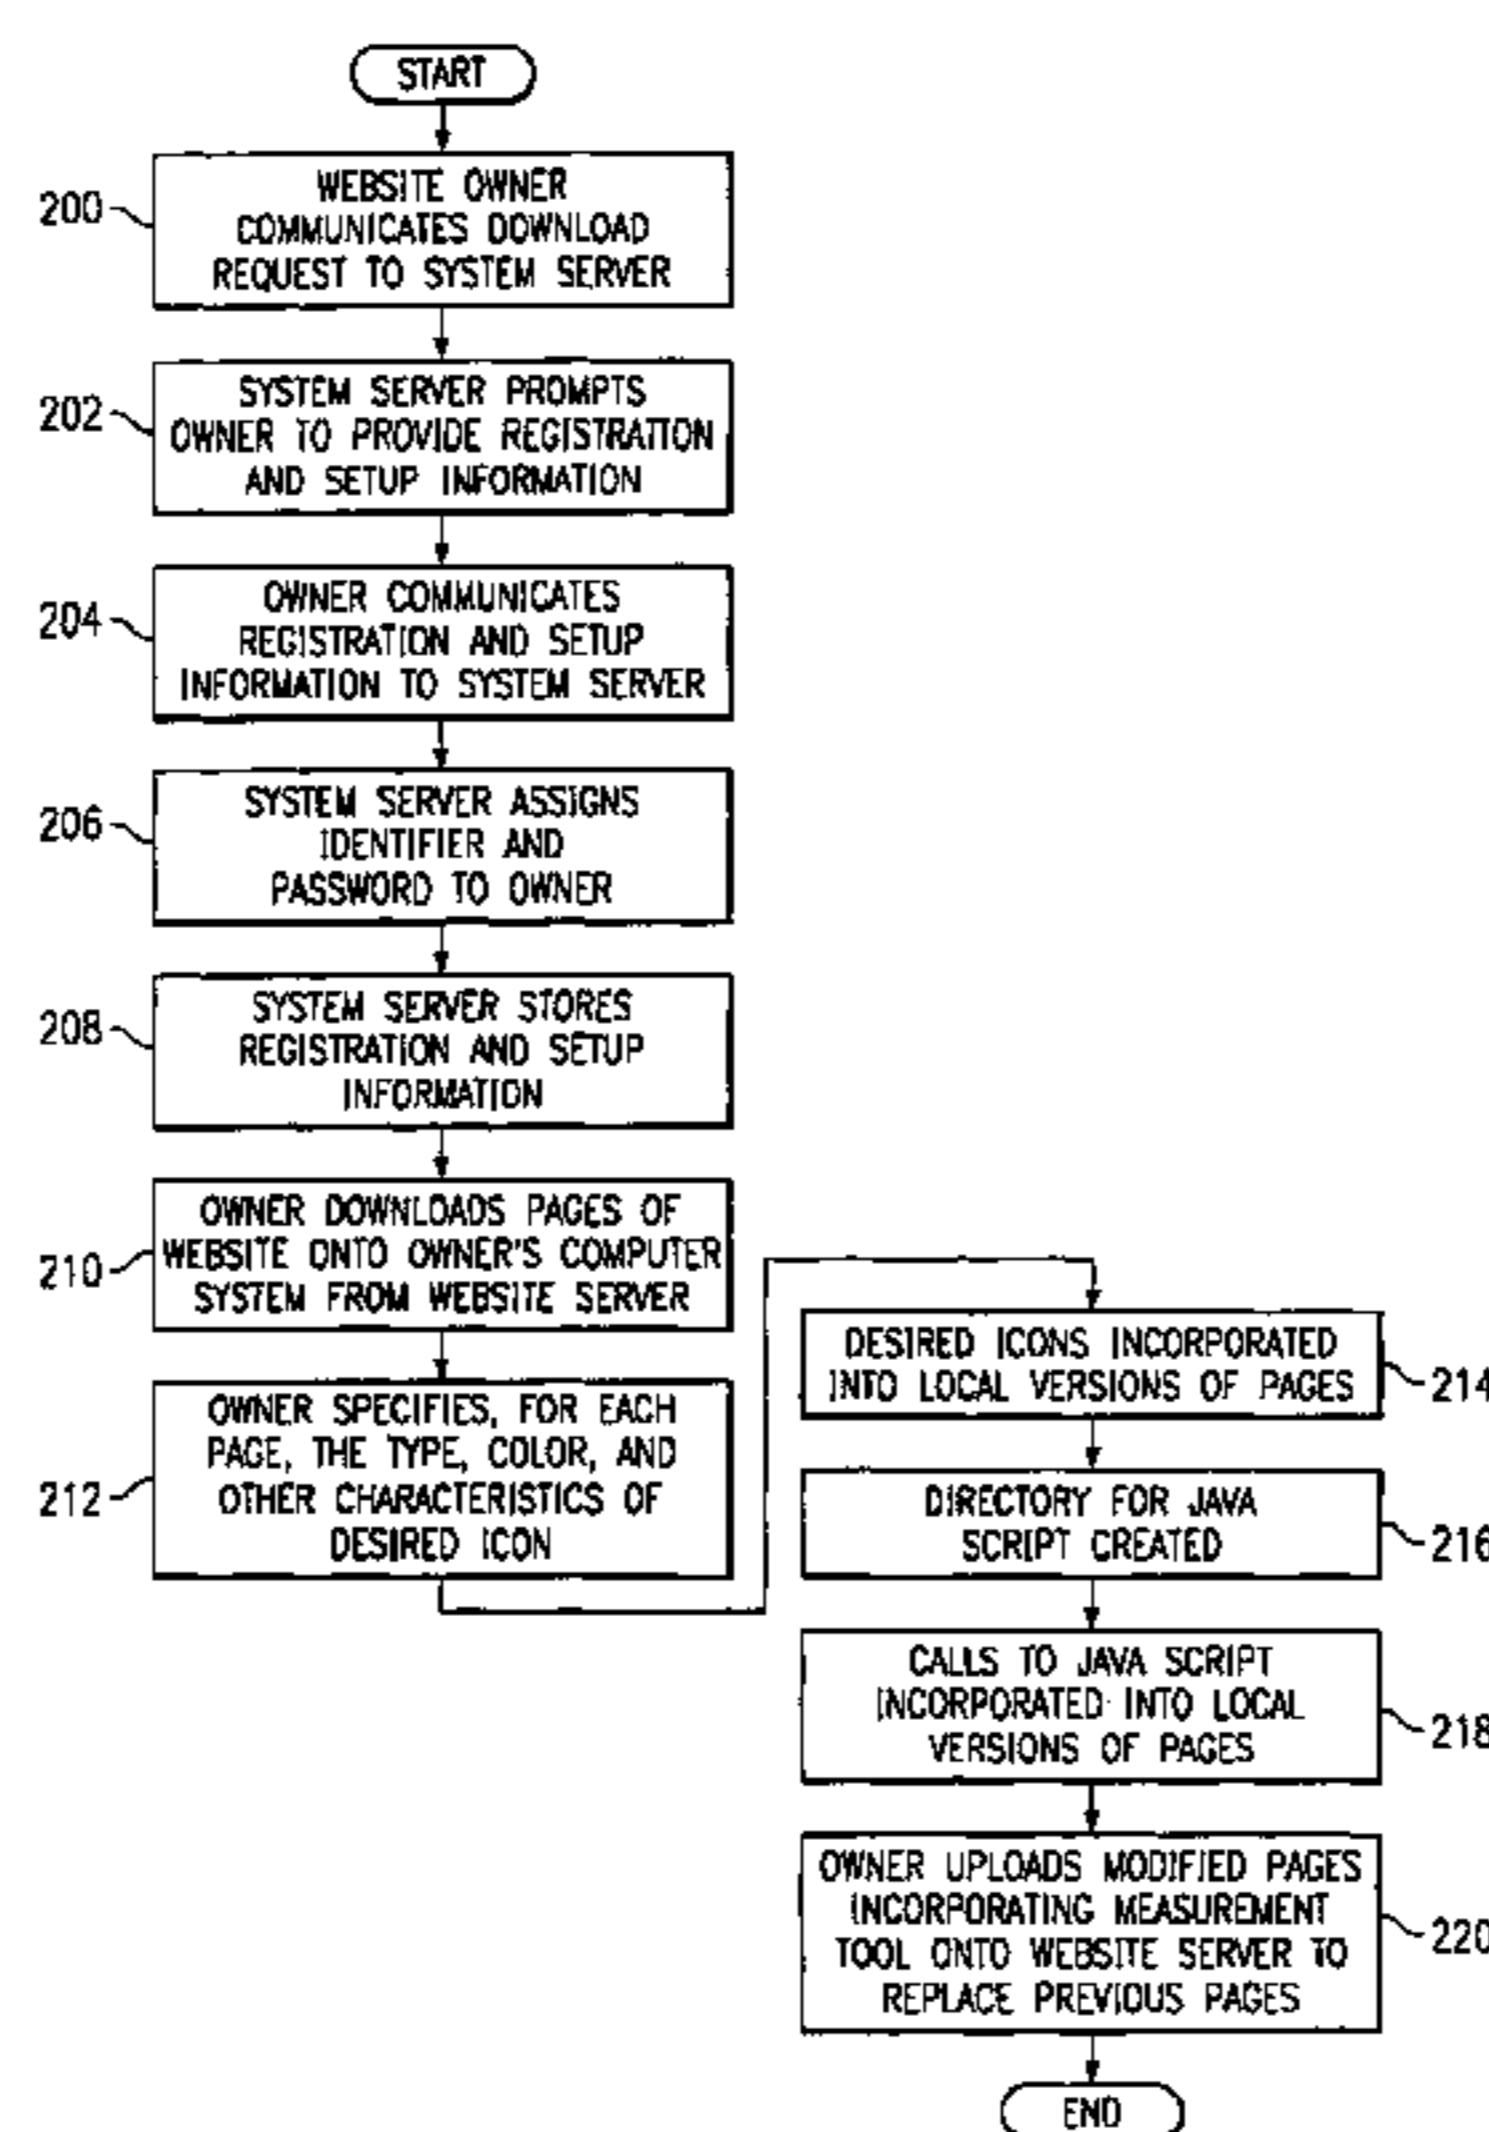 START
200
WEBSITE OWNER
COMMUNICATES DOWNLOAD
REQUEST TO SYSTEM SERVER
202
SYSTEM SERVER PROMPTS
OWNER TO PROVIDE REGISTRATION
AND SETUP INFORMATION
204
OWNER COMMUNICATES
REGISTRATION AND SETUP
INFORMATION TO SYSTEM SERVER
206
SYSTEM SERVER ASSIGNS
IDENTIFIER AND
PASSWORD TO OWNER
208
SYSTEM SERVER STORES
REGISTRATION AND SETUP
INFORMATION
210
OWNER DOWNLOADS PAGES OF
WEBSITE ONTO OWNER'S COMPUTER
SYSTEM FROM WEBSITE SERVER
212
OWNER SPECIFIES, FOR EACH
PAGE, THE TYPE, COLOR, AND
OTHER CHARACTERISTICS OF
DESIRED ICON
DESIRED ICONS INCORPORATED
INTO LOCAL VERSIONS OF PAGES
214
DIRECTORY FOR JAVA
SCRIPT CREATED
216
CALLS TO JAVA SCRIPT
INCORPORATED INTO LOCAL
VERSIONS OF PAGES
218
OWNER UPLOADS MODIFIED PAGES
INCORPORATING MEASUREMENT
TOOL ONTO WEBSITE SERVER TO
REPLACE PREVIOUS PAGES
220
END